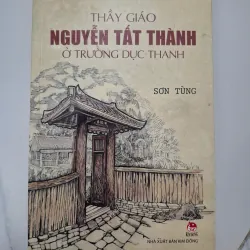 THẦY GIÁO
NGUYỄN TẤT THÀNH
Ở TRƯỜNG DỤC THANH
SƠN TÙNG
NHÀ XUẤT BẢN KIM ĐỒNG